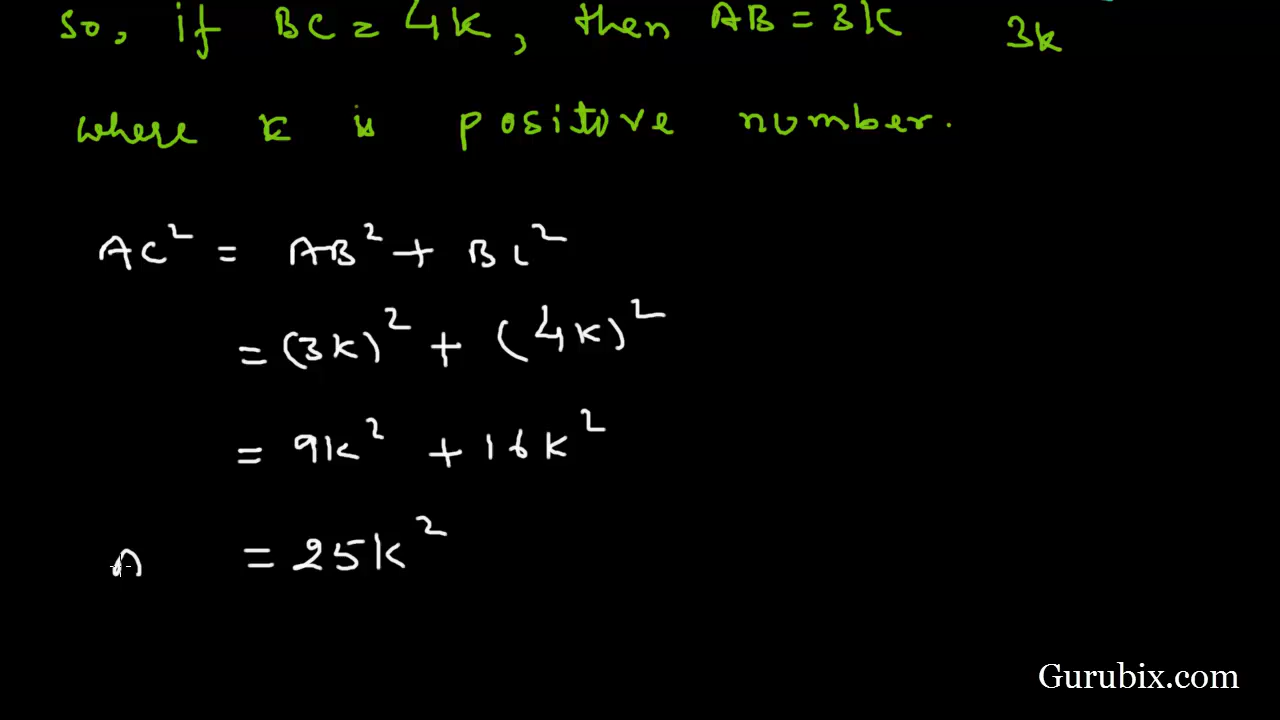 so, if BC = 4k, then AB = 3k 3k
where k is positive number.
AC² = AB² + BC²
= (3k)² + (4k)²
= 9k² + 16k²
A = 25k²
Gurubix.com